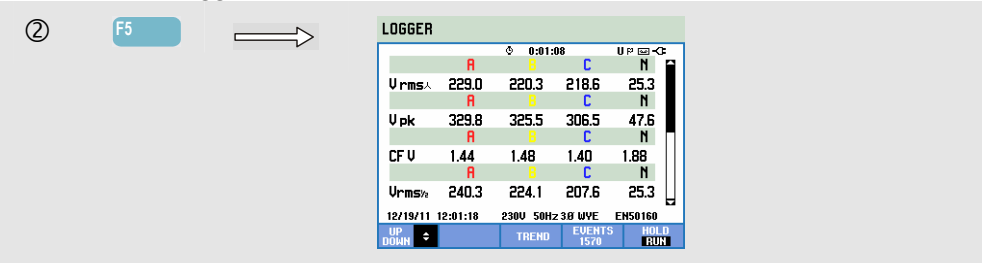 ② F5
LOGGER
0:01:08 U
A B C N
Vrms⅄ 229.0 220.3 218.6 25.3
A B C N
Vpk 329.8 325.5 306.5 47.6
A B C N
CF V 1.44 1.48 1.40 1.88
A B C N
Vrms½ 240.3 224.1 207.6 25.3
12/19/11 12:01:18 230V 50Hz 3Ø WYE EN50160
UP DOWN TREND EVENTS 1570 HOLD RUN